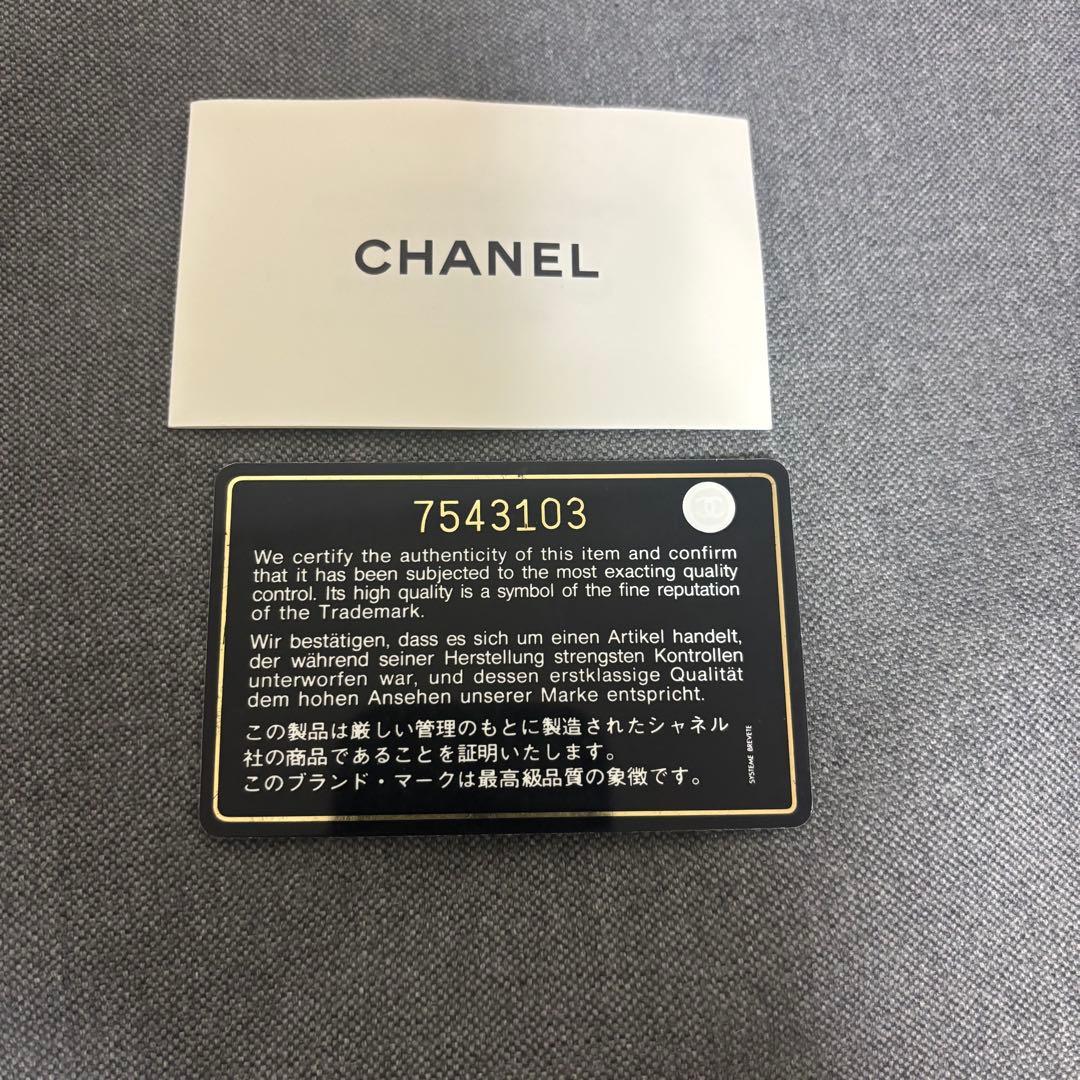 CHANEL
7543103
We certify the authenticity of this item and confirm
that it has been subjected to the most exacting quality
control. Its high quality is a symbol of the fine reputation
of the Trademark.
Wir bestätigen, dass es sich um einen Artikel handelt,
der während seiner Herstellung strengsten Kontrollen
unterworfen war, und dessen erstklassige Qualität
dem hohen Ansehen unserer Marke entspricht.
この製品は厳しい管理のもとに製造されたシャネル
社の商品であることを証明いたします。
このブランド・マークは最高級品質の象徴です。
SYSTEME BREVETE